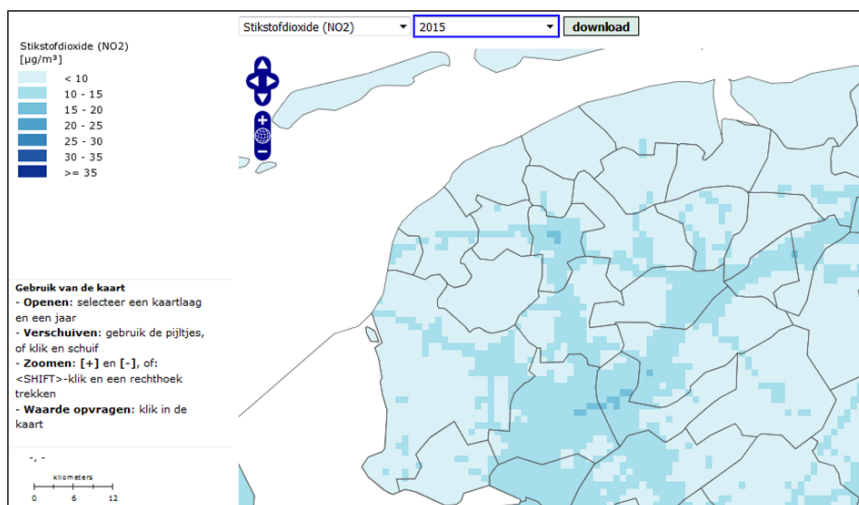 Stikstofdioxide (NO2)
2015
download
Stikstofdioxide (NO2)
[µg/m³]
< 10
10 - 15
15 - 20
20 - 25
25 - 30
30 - 35
>= 35
Gebruik van de kaart
- Openen: selecteer een kaartlaag
en een jaar
- Verschuiven: gebruik de pijltjes,
of klik en schuif
- Zoomen: [+] en [-], of:
<SHIFT>-klik en een rechthoek
trekken
- Waarde opvragen: klik in de
kaart
-, -
kilometers
0 6 12